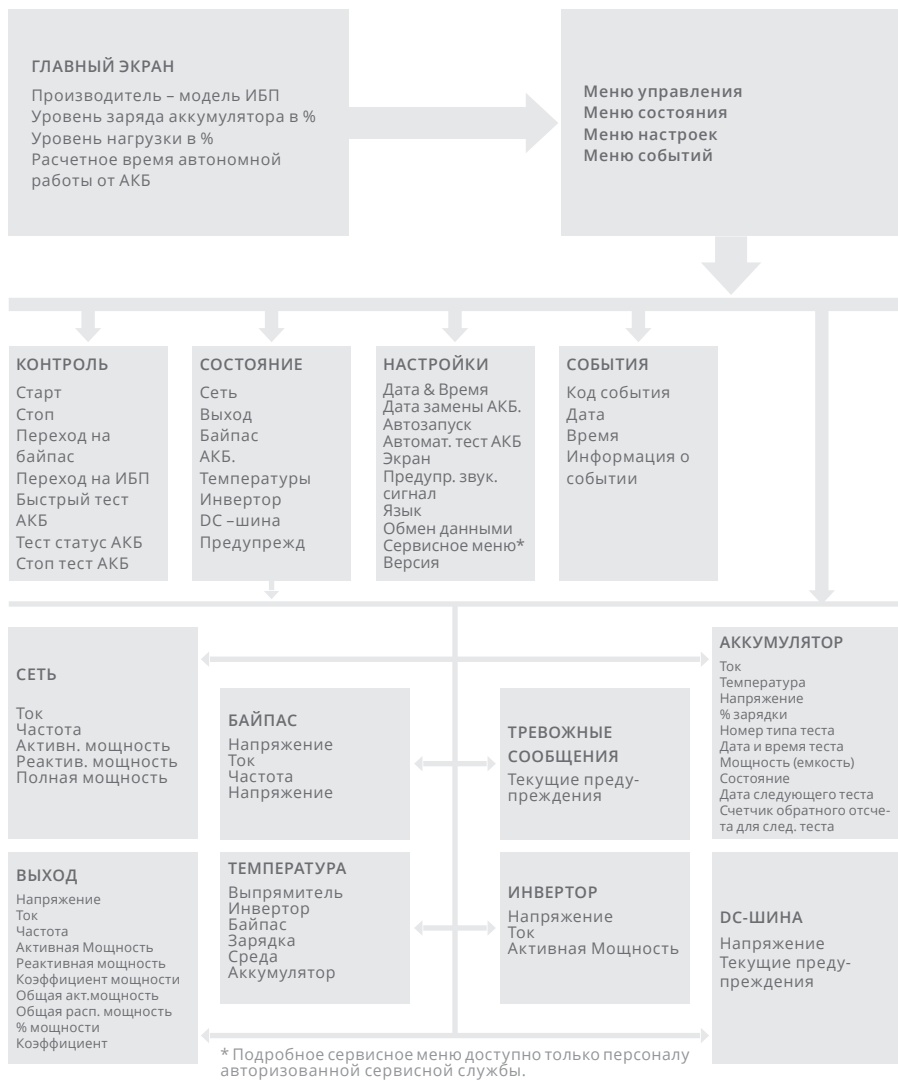 ГЛАВНЫЙ ЭКРАН
Производитель – модель ИБП
Уровень заряда аккумулятора в %
Уровень нагрузки в %
Расчетное время автономной
работы от АКБ
Меню управления
Меню состояния
Меню настроек
Меню событий
КОНТРОЛЬ
Старт
Стоп
Переход на
байпас
Переход на ИБП
Быстрый тест
АКБ
Тест статус АКБ
Стоп тест АКБ
СОСТОЯНИЕ
Сеть
Выход
Байпас
АКБ.
Температуры
Инвертор
DC –шина
Предупрежд
НАСТРОЙКИ
Дата & Время
Дата замены АКБ.
Автозапуск
Автомат. тест АКБ
Экран
Предупр. звук.
сигнал
Язык
Обмен данными
Сервисное меню*
Версия
СОБЫТИЯ
Код события
Дата
Время
Информация о
событии
СЕТЬ
Ток
Частота
Активн. мощность
Реактив. мощность
Полная мощность
БАЙПАС
Напряжение
Ток
Частота
Напряжение
ТРЕВОЖНЫЕ
СООБЩЕНИЯ
Текущие преду-
преждения
АККУМУЛЯТОР
Ток
Температура
Напряжение
% зарядки
Номер типа теста
Дата и время теста
Мощность (емкость)
Состояние
Дата следующего теста
Счетчик обратного отсче-
та для след. теста
ВЫХОД
Напряжение
Ток
Частота
Активная Мощность
Реактивная мощность
Коэффициент мощности
Общая акт.мощность
Общая расп. мощность
% мощности
Коэффициент
ТЕМПЕРАТУРА
Выпрямитель
Инвертор
Байпас
Зарядка
Среда
Аккумулятор
ИНВЕРТОР
Напряжение
Ток
Активная Мощность
DC-ШИНА
Напряжение
Текущие преду-
преждения
* Подробное сервисное меню доступно только персоналу
авторизованной сервисной службы.